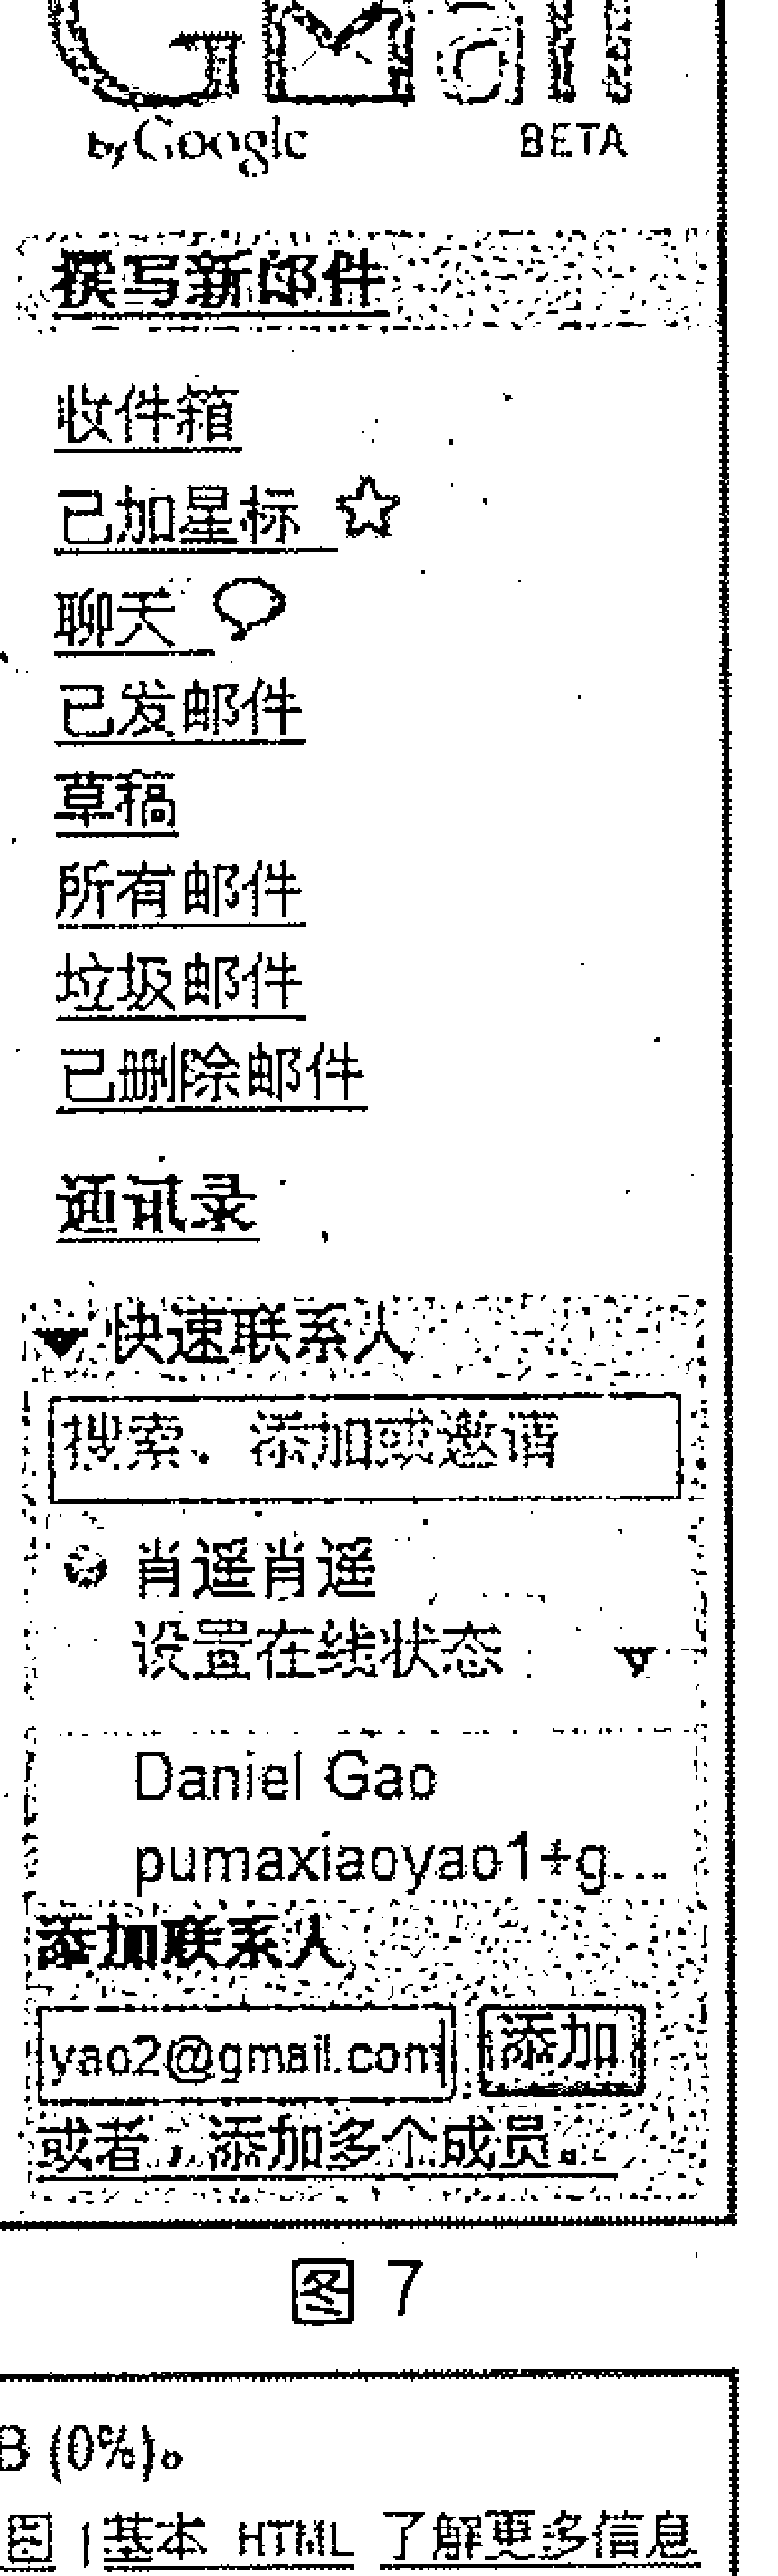 Gmail
by Google BETA
撰写新邮件
收件箱
已加星标
聊天
已发邮件
草稿
所有邮件
垃圾邮件
已删除邮件
通讯录
快速联系人
搜索、添加或邀请
肖遥肖遥
设置在线状态
Daniel Gao
pumaxiaoyao1+g...
添加联系人
yao2@gmail.com 添加
或者，添加多个成员。
图 7
B (0%)。
图 | 基本 HTML 了解更多信息